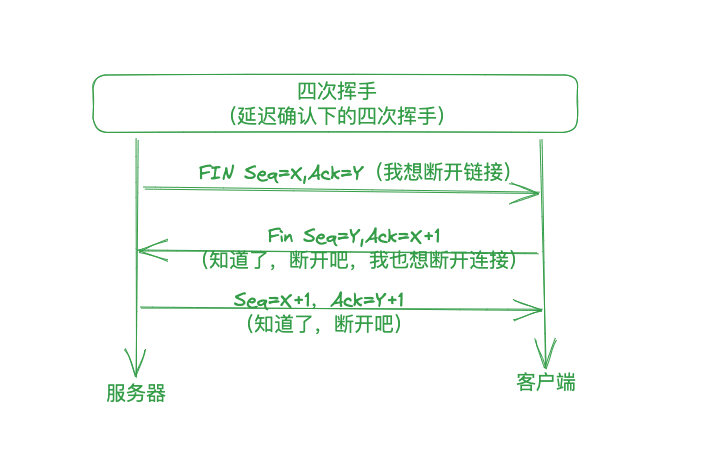 四次挥手
（延迟确认下的四次挥手）
FIN Seq=X,Ack=Y（我想断开链接）
Fin Seq=Y,Ack=X+1
（知道了，断开吧，我也想断开连接）
Seq=X+1, Ack=Y+1
（知道了，断开吧）
服务器
客户端